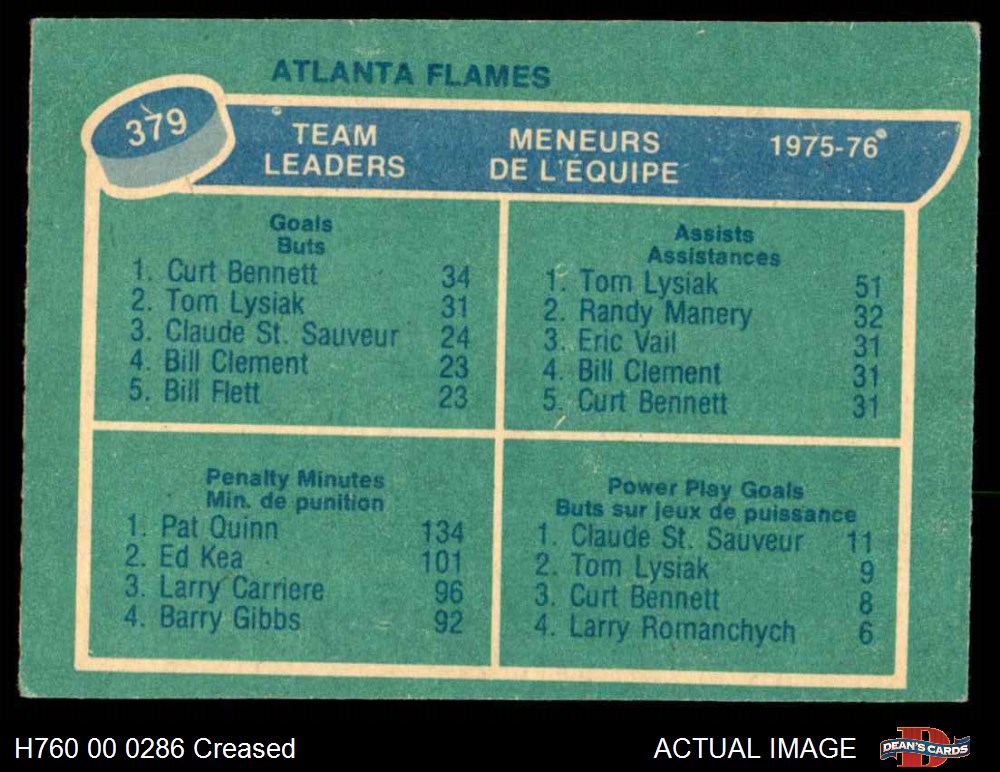 ATLANTA FLAMES
379
TEAM LEADERS
MENEURS DE L'ÉQUIPE
1975-76
Goals
Buts
1. Curt Bennett 34
2. Tom Lysiak 31
3. Claude St. Sauveur 24
4. Bill Clement 23
5. Bill Flett 23
Assists
Assistances
1. Tom Lysiak 51
2. Randy Manery 32
3. Eric Vail 31
4. Bill Clement 31
5. Curt Bennett 31
Penalty Minutes
Min. de punition
1. Pat Quinn 134
2. Ed Kea 101
3. Larry Carriere 96
4. Barry Gibbs 92
Power Play Goals
Buts sur jeux de puissance
1. Claude St. Sauveur 11
2. Tom Lysiak 9
3. Curt Bennett 8
4. Larry Romanchych 6
H760 00 0286 Creased
ACTUAL IMAGE
D
DEAN'S CARDS